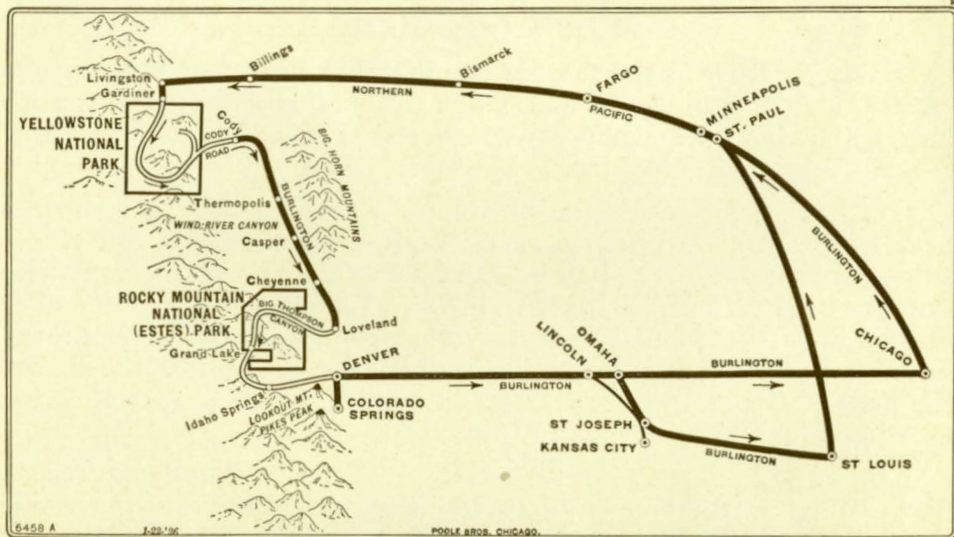 Livingston
Gardiner
Billings
Bismarck
FARGO
MINNEAPOLIS
ST. PAUL
NORTHERN
PACIFIC
YELLOWSTONE
NATIONAL
PARK
Cody
CODY
ROAD
BIG HORN MOUNTAINS
Thermopolis
BURLINGTON
WIND RIVER CANYON
Casper
BURLINGTON
Cheyenne
ROCKY MOUNTAIN
NATIONAL
(ESTES) PARK
BIG THOMPSON
CANYON
Loveland
Grand Lake
DENVER
LINCOLN
OMAHA
BURLINGTON
CHICAGO
BURLINGTON
Idaho Springs
LOOKOUT MT.
PIKES PEAK
COLORADO
SPRINGS
ST JOSEPH
KANSAS CITY
BURLINGTON
ST LOUIS
6458 A
1-22-'26
POOLE BROS. CHICAGO.